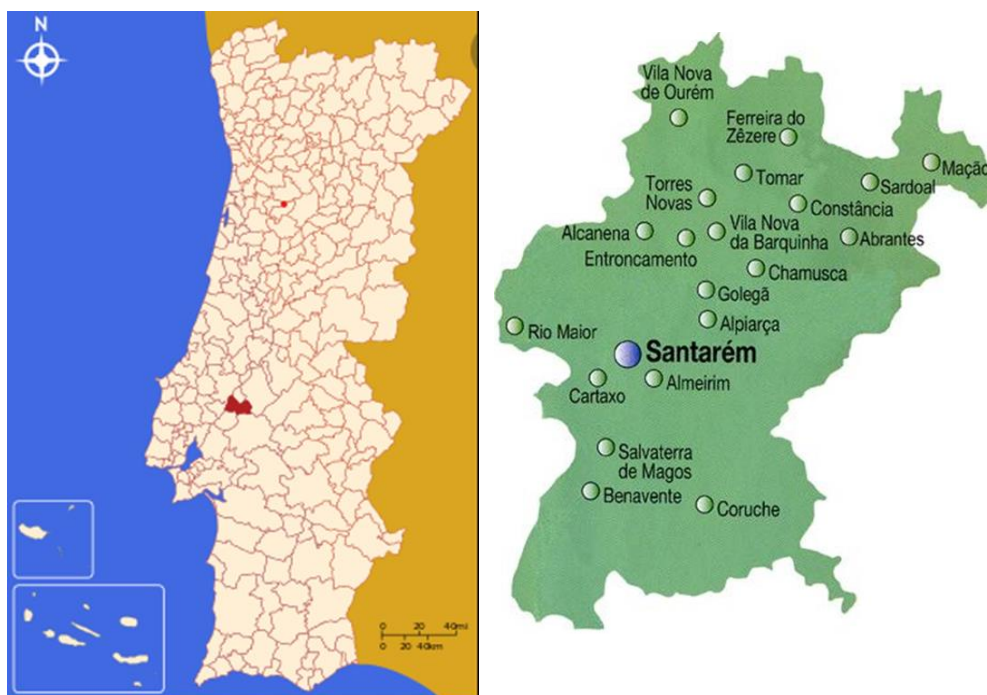 N
0 20 40mi
0 20 40km
Vila Nova
de Ourém
Ferreira do
Zêzere
Mação
Tomar
Sardoal
Torres
Novas
Constância
Alcanena
Vila Nova
da Barquinha
Abrantes
Entroncamento
Chamusca
Golegã
Alpiarça
Rio Maior
Santarém
Almeirim
Cartaxo
Salvaterra
de Magos
Benavente
Coruche